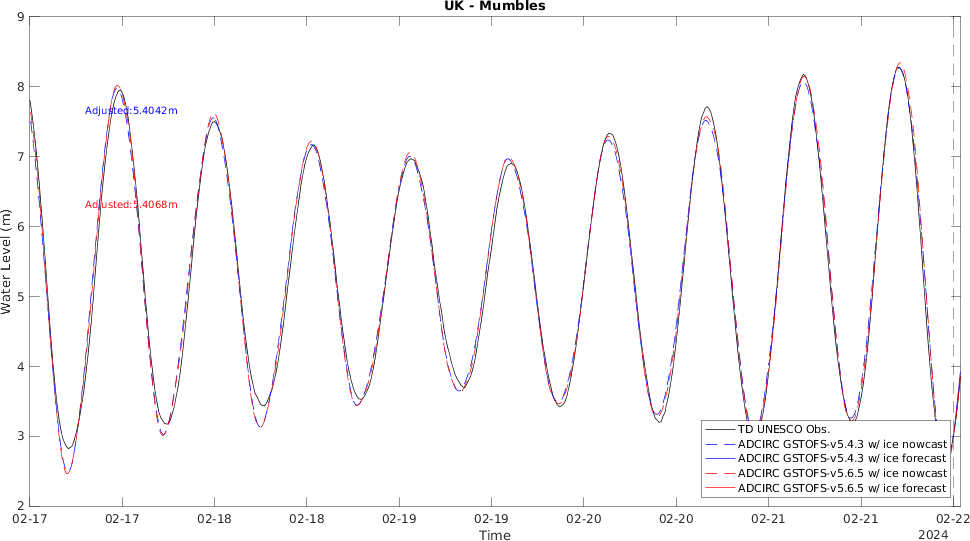 UK - Mumbles
9
8
7
6
5
4
3
2
Water Level (m)
Adjusted:5.4042m
Adjusted:5.4068m
TD UNESCO Obs.
ADCIRC GSTOFS-v5.4.3 w/ ice nowcast
ADCIRC GSTOFS-v5.4.3 w/ ice forecast
ADCIRC GSTOFS-v5.6.5 w/ ice nowcast
ADCIRC GSTOFS-v5.6.5 w/ ice forecast
02-17 02-17 02-18 02-18 02-19 02-19 02-20 02-20 02-21 02-21 02-22
Time
2024